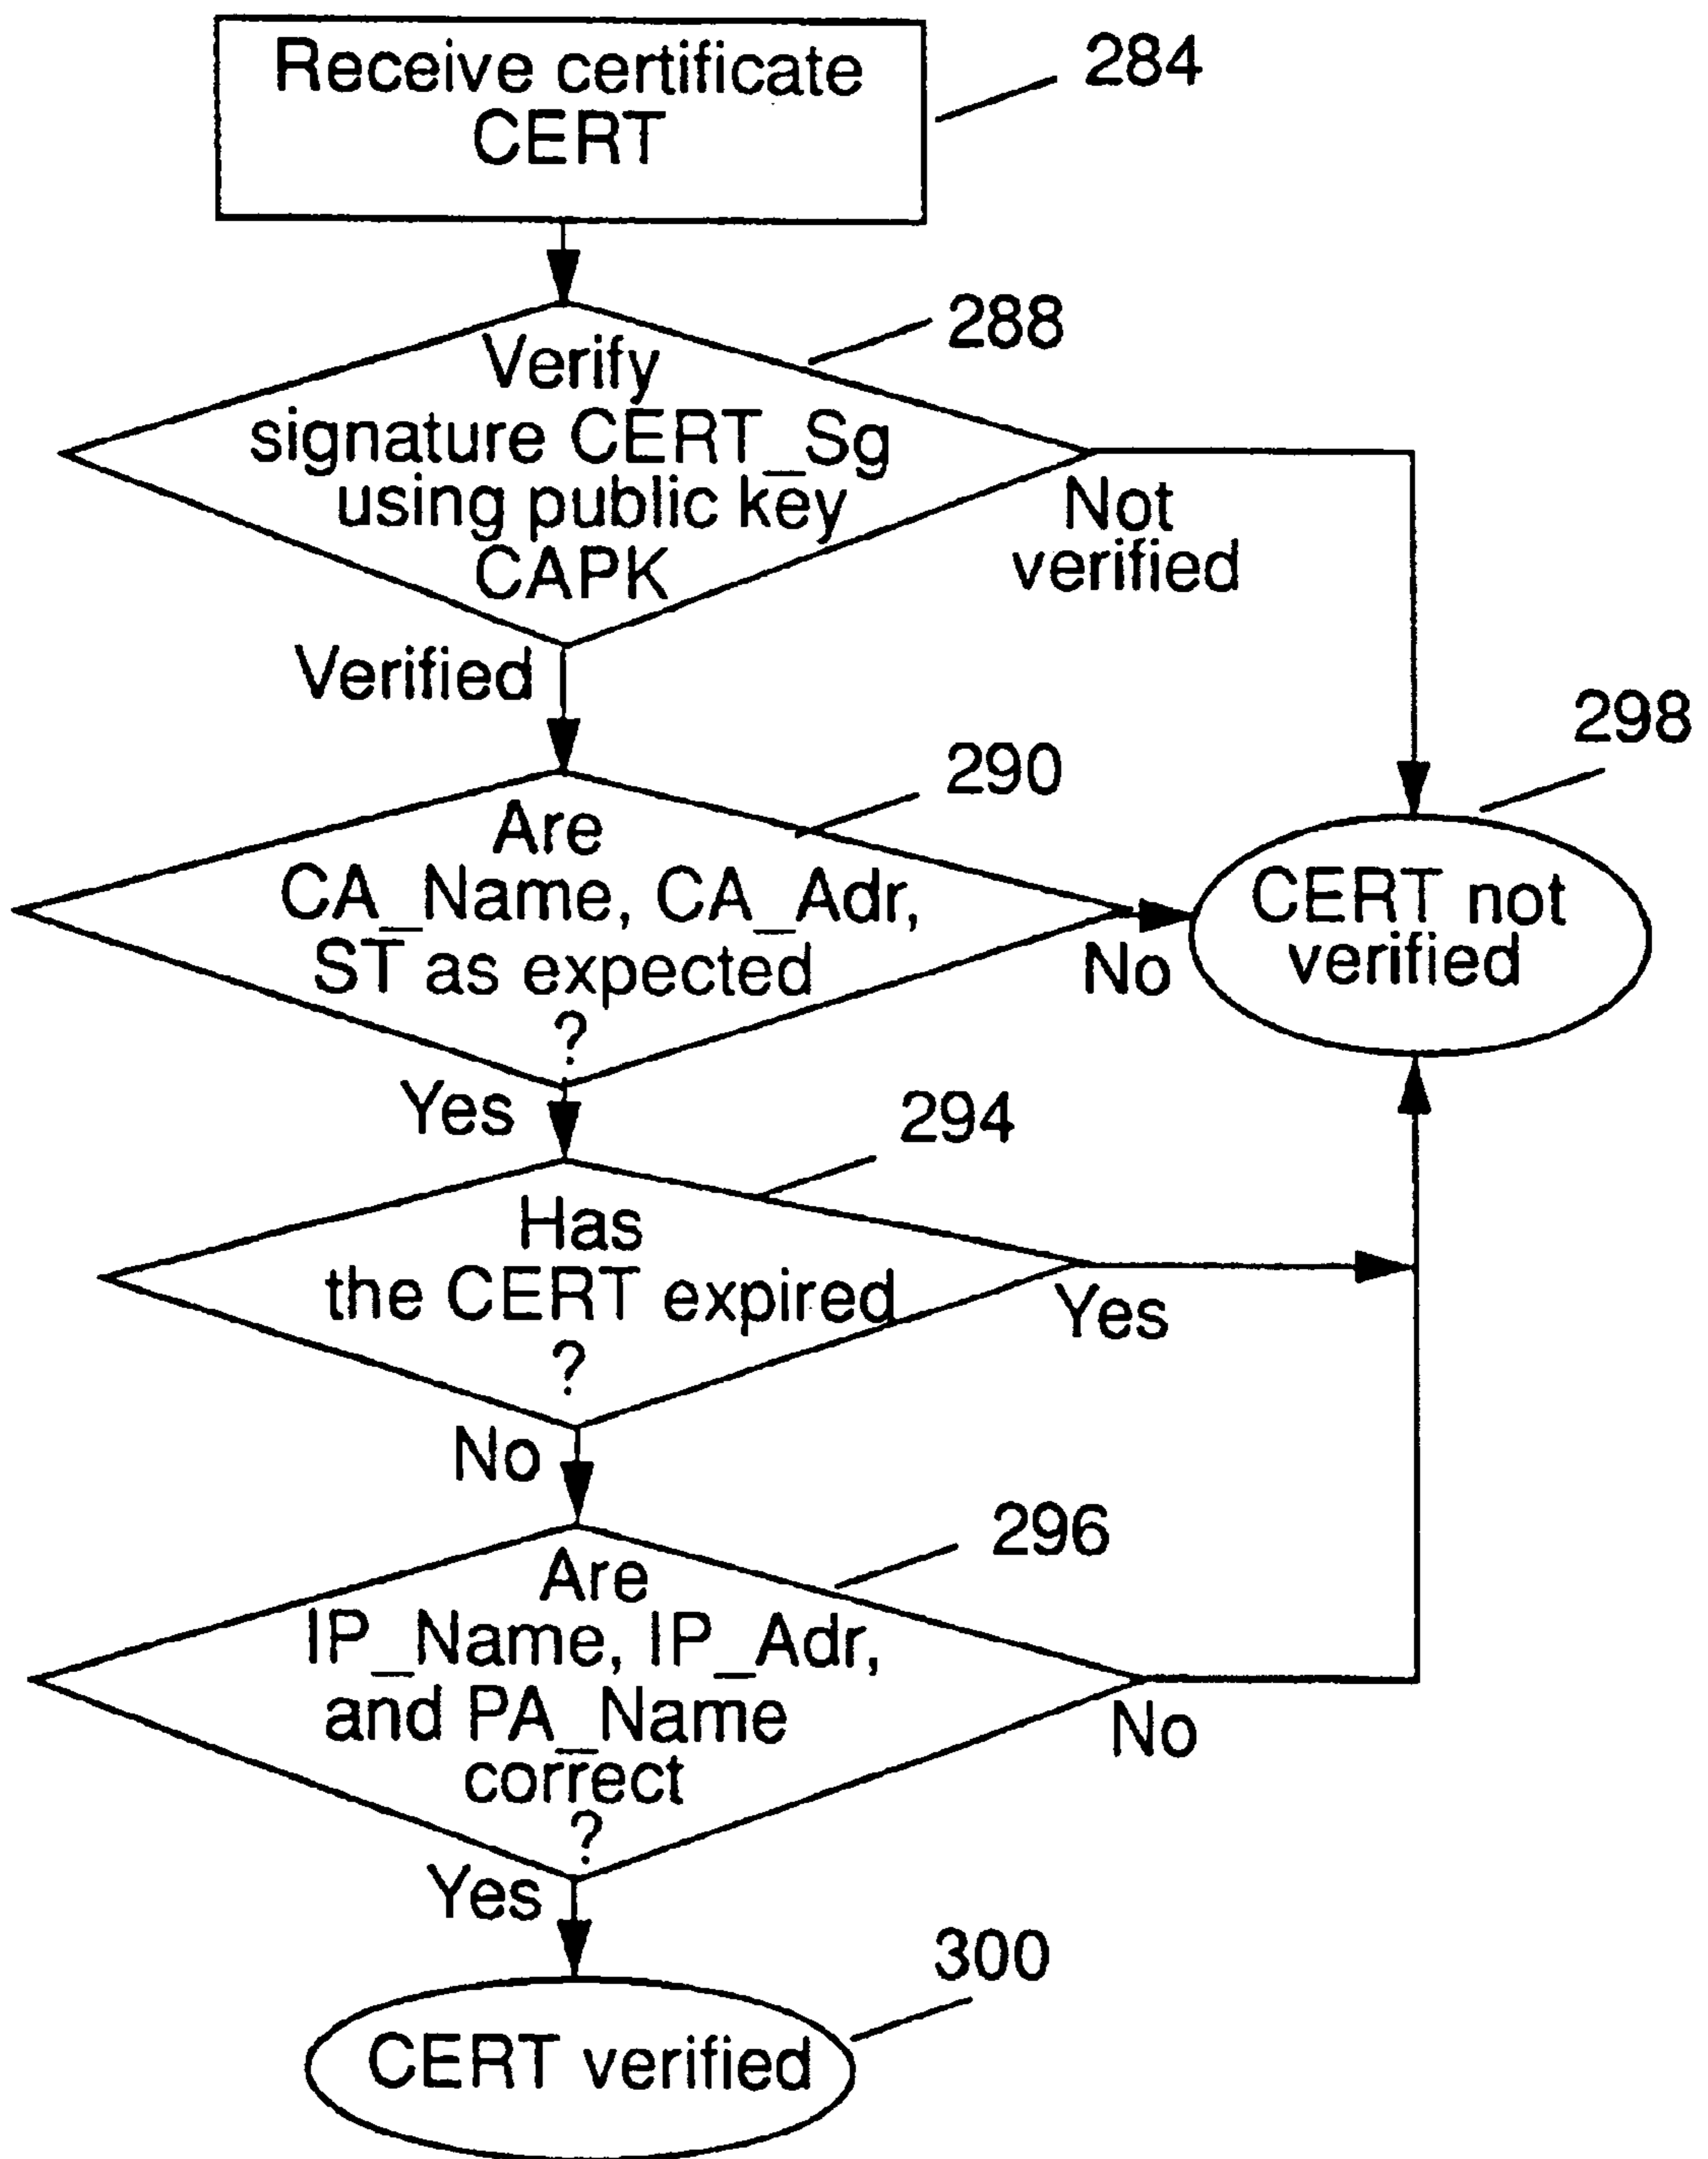 Receive certificate
CERT
284
288
Verify
signature CERT_Sg
using public key
CAPK
Not
verified
Verified
298
290
Are
CA_Name, CA_Adr,
ST as expected
?
No
CERT not
verified
Yes
294
Has
the CERT expired
?
Yes
No
296
Are
IP_Name, IP_Adr,
and PA_Name
correct
?
No
Yes
300
CERT verified